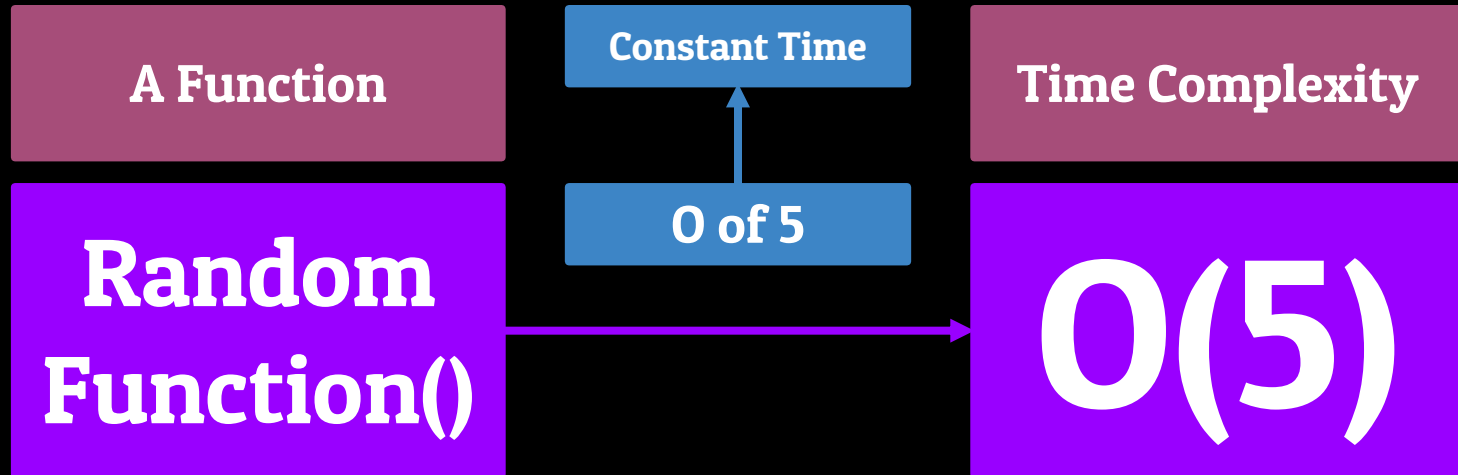 A Function
Constant Time
Time Complexity
Random
Function()
O of 5
O(5)